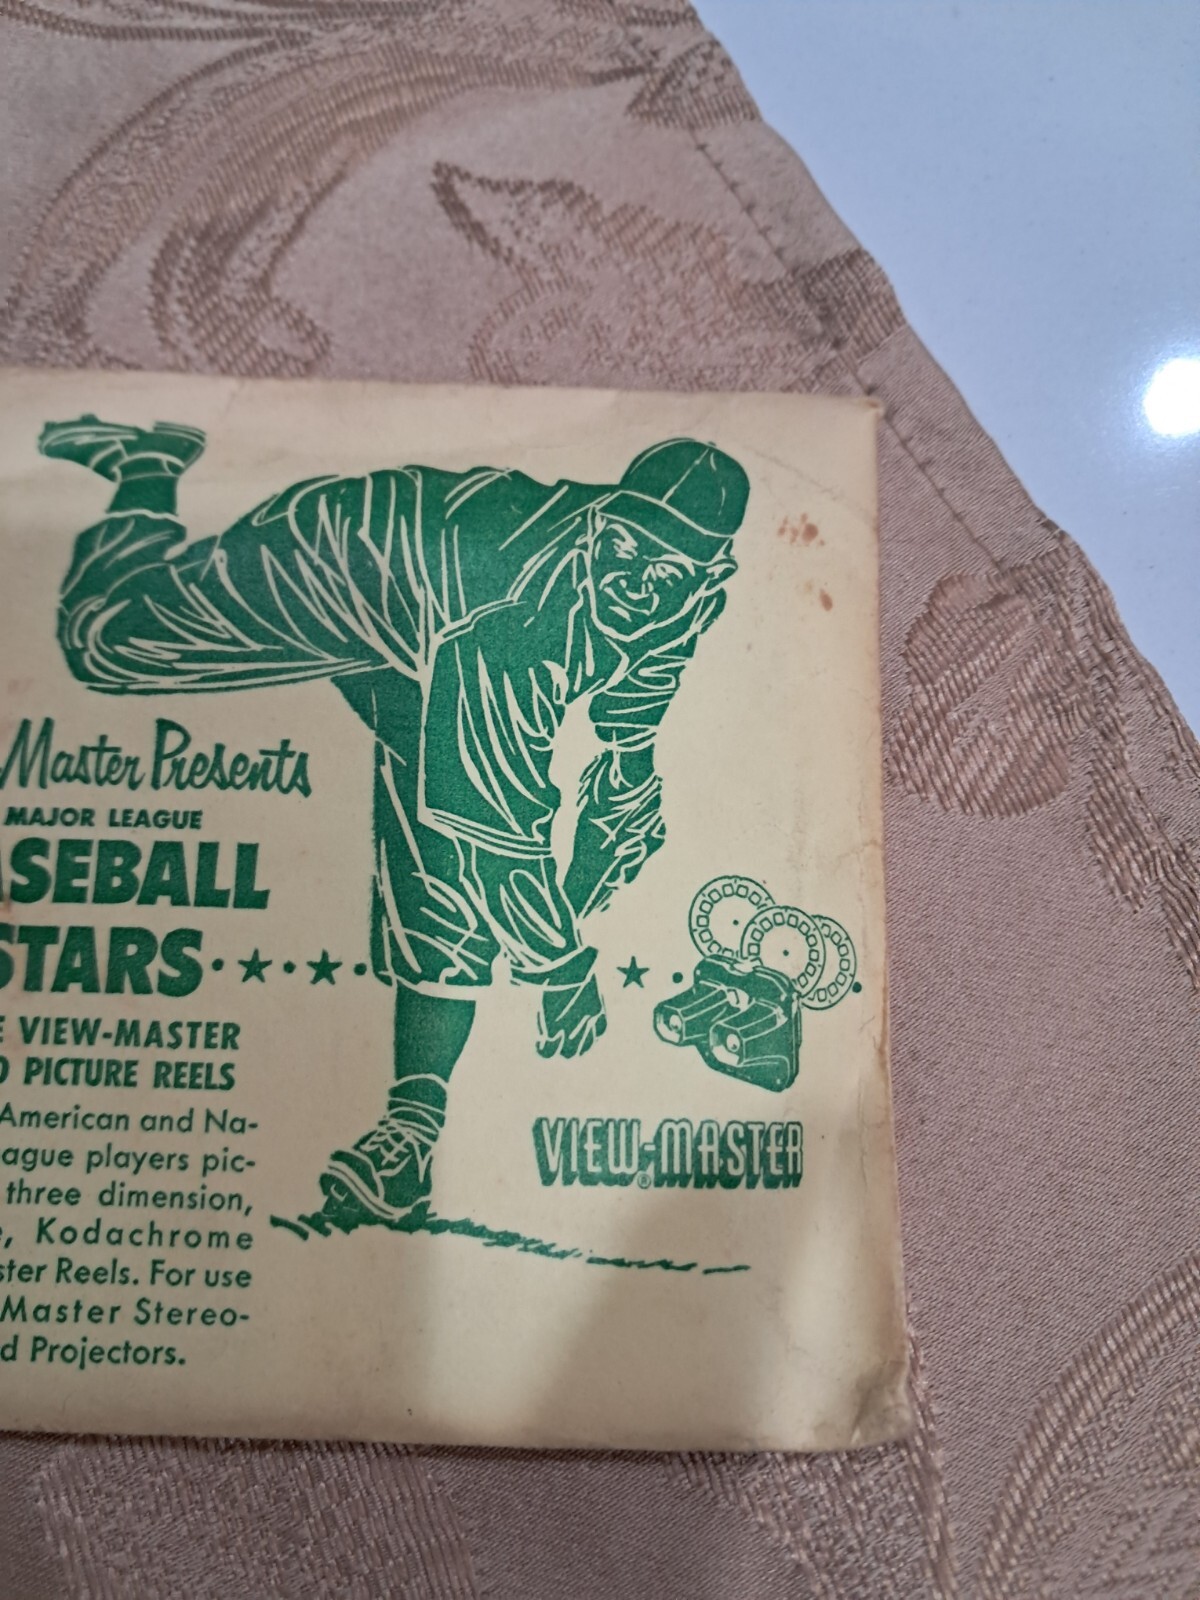 Master Presents
MAJOR LEAGUE
ASEBALL
STARS
E VIEW-MASTER
O PICTURE REELS
American and Na-
ague players pic-
three dimension,
e, Kodachrome
ster Reels. For use
Master Stereo-
d Projectors.
VIEW-MASTER
®